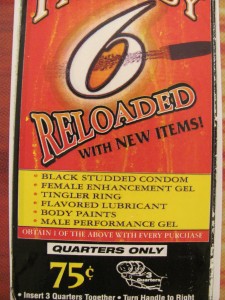 6
RELOADED
WITH NEW ITEMS!
• BLACK STUDDED CONDOM
• FEMALE ENHANCEMENT GEL
• TINGLER RING
• FLAVORED LUBRICANT
• BODY PAINTS
• MALE PERFORMANCE GEL
OBTAIN 1 OF THE ABOVE WITH EVERY PURCHASE
QUARTERS ONLY
75¢
3
Quarters
• Insert 3 Quarters Together • Turn Handle to Right